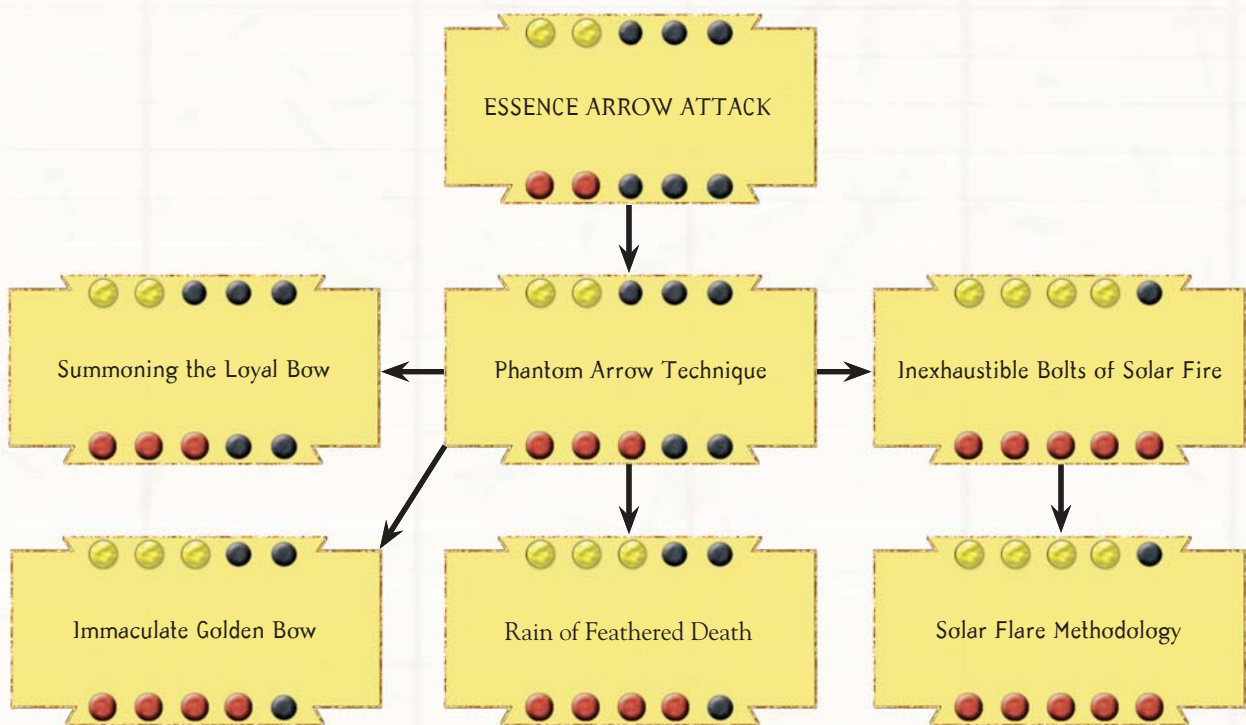 ESSENCE ARROW ATTACK
Summoning the Loyal Bow
Phantom Arrow Technique
Inexhaustible Bolts of Solar Fire
Immaculate Golden Bow
Rain of Feathered Death
Solar Flare Methodology